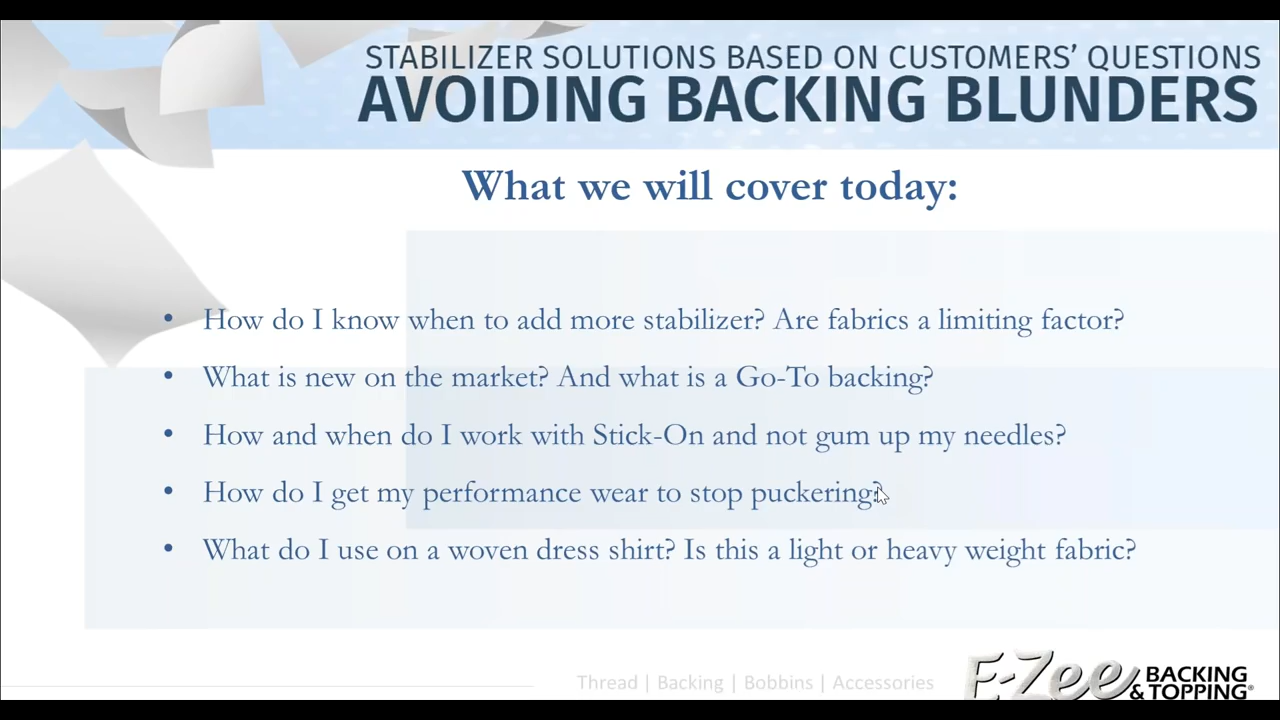 STABILIZER SOLUTIONS BASED ON CUSTOMERS' QUESTIONS
AVOIDING BACKING BLUNDERS
What we will cover today:
• How do I know when to add more stabilizer? Are fabrics a limiting factor?
• What is new on the market? And what is a Go-To backing?
• How and when do I work with Stick-On and not gum up my needles?
• How do I get my performance wear to stop puckering?
• What do I use on a woven dress shirt? Is this a light or heavy weight fabric?
Thread | Backing | Bobbins | Accessories
E-Zee BACKING
& TOPPING®